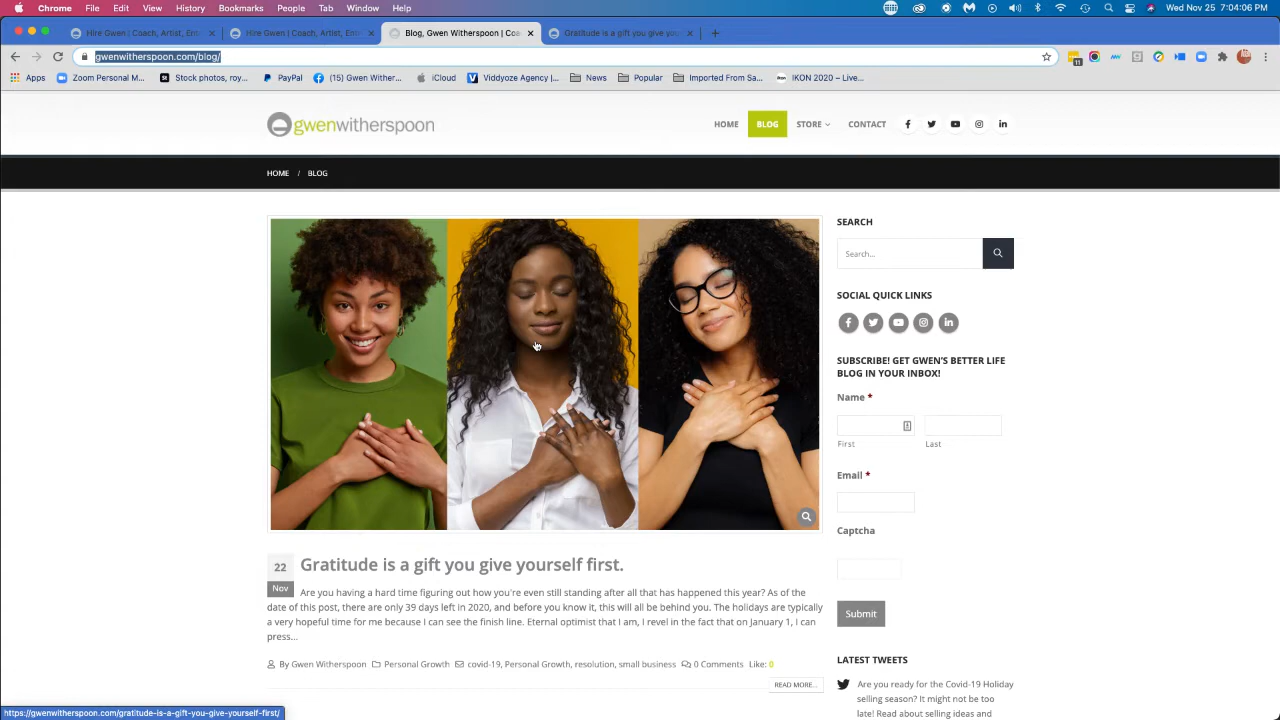 Chrome File Edit View History Bookmarks People Tab Window Help
Wed Nov 25 7:04:06 PM
Hire Gwen | Coach, Artist, Ent
Hire Gwen | Coach, Artist, Ent
Blog, Gwen Witherspoon | Coa
Gratitude is a gift you give you
gwenwitherspoon.com/blog/
11
Apps
Zoom Personal M...
Stock photos, roy...
PayPal
(15) Gwen Wither...
iCloud
Viddyoze Agency |...
News
Popular
Imported From Sa...
IKON 2020 – Live...
gwenwitherspoon
HOME BLOG STORE CONTACT
HOME / BLOG
SEARCH
Search...
SOCIAL QUICK LINKS
SUBSCRIBE! GET GWEN'S BETTER LIFE
BLOG IN YOUR INBOX!
Name *
First Last
Email *
Captcha
Submit
LATEST TWEETS
Are you ready for the Covid-19 Holiday
selling season? It might not be too
late! Read about selling ideas and
22
Nov
Gratitude is a gift you give yourself first.
Are you having a hard time figuring out how you're even still standing after all that has happened this year? As of the
date of this post, there are only 39 days left in 2020, and before you know it, this will all be behind you. The holidays are typically
a very hopeful time for me because I can see the finish line. Eternal optimist that I am, I revel in the fact that on January 1, I can
press...
By Gwen Witherspoon Personal Growth covid-19, Personal Growth, resolution, small business 0 Comments Like: 0
READ MORE...
https://gwenwitherspoon.com/gratitude-is-a-gift-you-give-yourself-first/